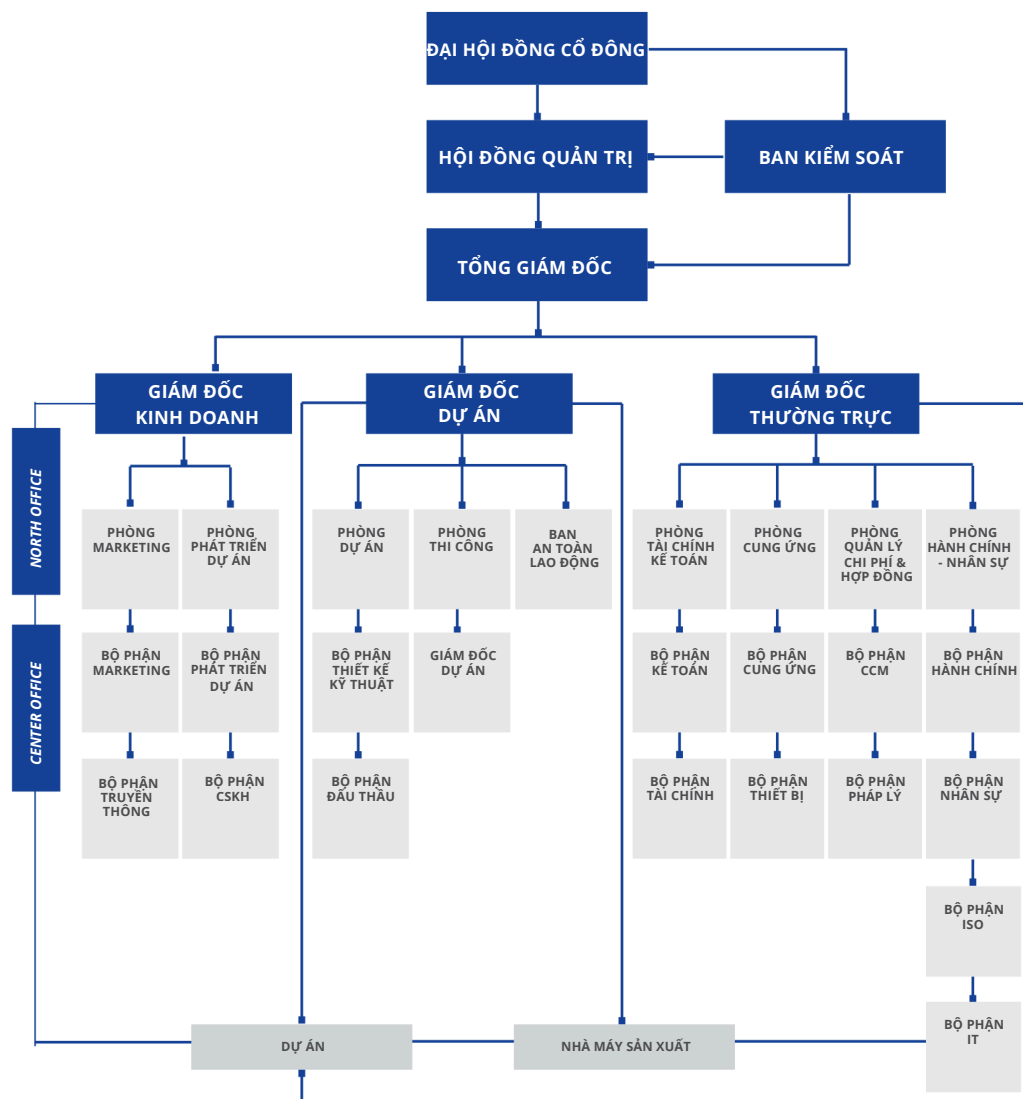 ĐẠI HỘI ĐỒNG CỔ ĐÔNG
HỘI ĐỒNG QUẢN TRỊ
BAN KIỂM SOÁT
TỔNG GIÁM ĐỐC
GIÁM ĐỐC
KINH DOANH
GIÁM ĐỐC
DỰ ÁN
GIÁM ĐỐC
THƯỜNG TRỰC
NORTH OFFICE
PHÒNG
MARKETING
PHÒNG
PHÁT TRIỂN
DỰ ÁN
PHÒNG
DỰ ÁN
PHÒNG
THI CÔNG
BAN
AN TOÀN
LAO ĐỘNG
PHÒNG
TÀI CHÍNH
KẾ TOÁN
PHÒNG
CUNG ỨNG
PHÒNG
QUẢN LÝ
CHI PHÍ &
HỢP ĐỒNG
PHÒNG
HÀNH CHÍNH
- NHÂN SỰ
CENTER OFFICE
BỘ PHẬN
MARKETING
BỘ PHẬN
PHÁT TRIỂN
DỰ ÁN
BỘ PHẬN
THIẾT KẾ
KỸ THUẬT
GIÁM ĐỐC
DỰ ÁN
BỘ PHẬN
KẾ TOÁN
BỘ PHẬN
CUNG ỨNG
BỘ PHẬN
CCM
BỘ PHẬN
HÀNH CHÍNH
BỘ PHẬN
TRUYỀN
THÔNG
BỘ PHẬN
CSKH
BỘ PHẬN
ĐẤU THẦU
BỘ PHẬN
TÀI CHÍNH
BỘ PHẬN
THIẾT BỊ
BỘ PHẬN
PHÁP LÝ
BỘ PHẬN
NHÂN SỰ
BỘ PHẬN
ISO
BỘ PHẬN
IT
DỰ ÁN
NHÀ MÁY SẢN XUẤT